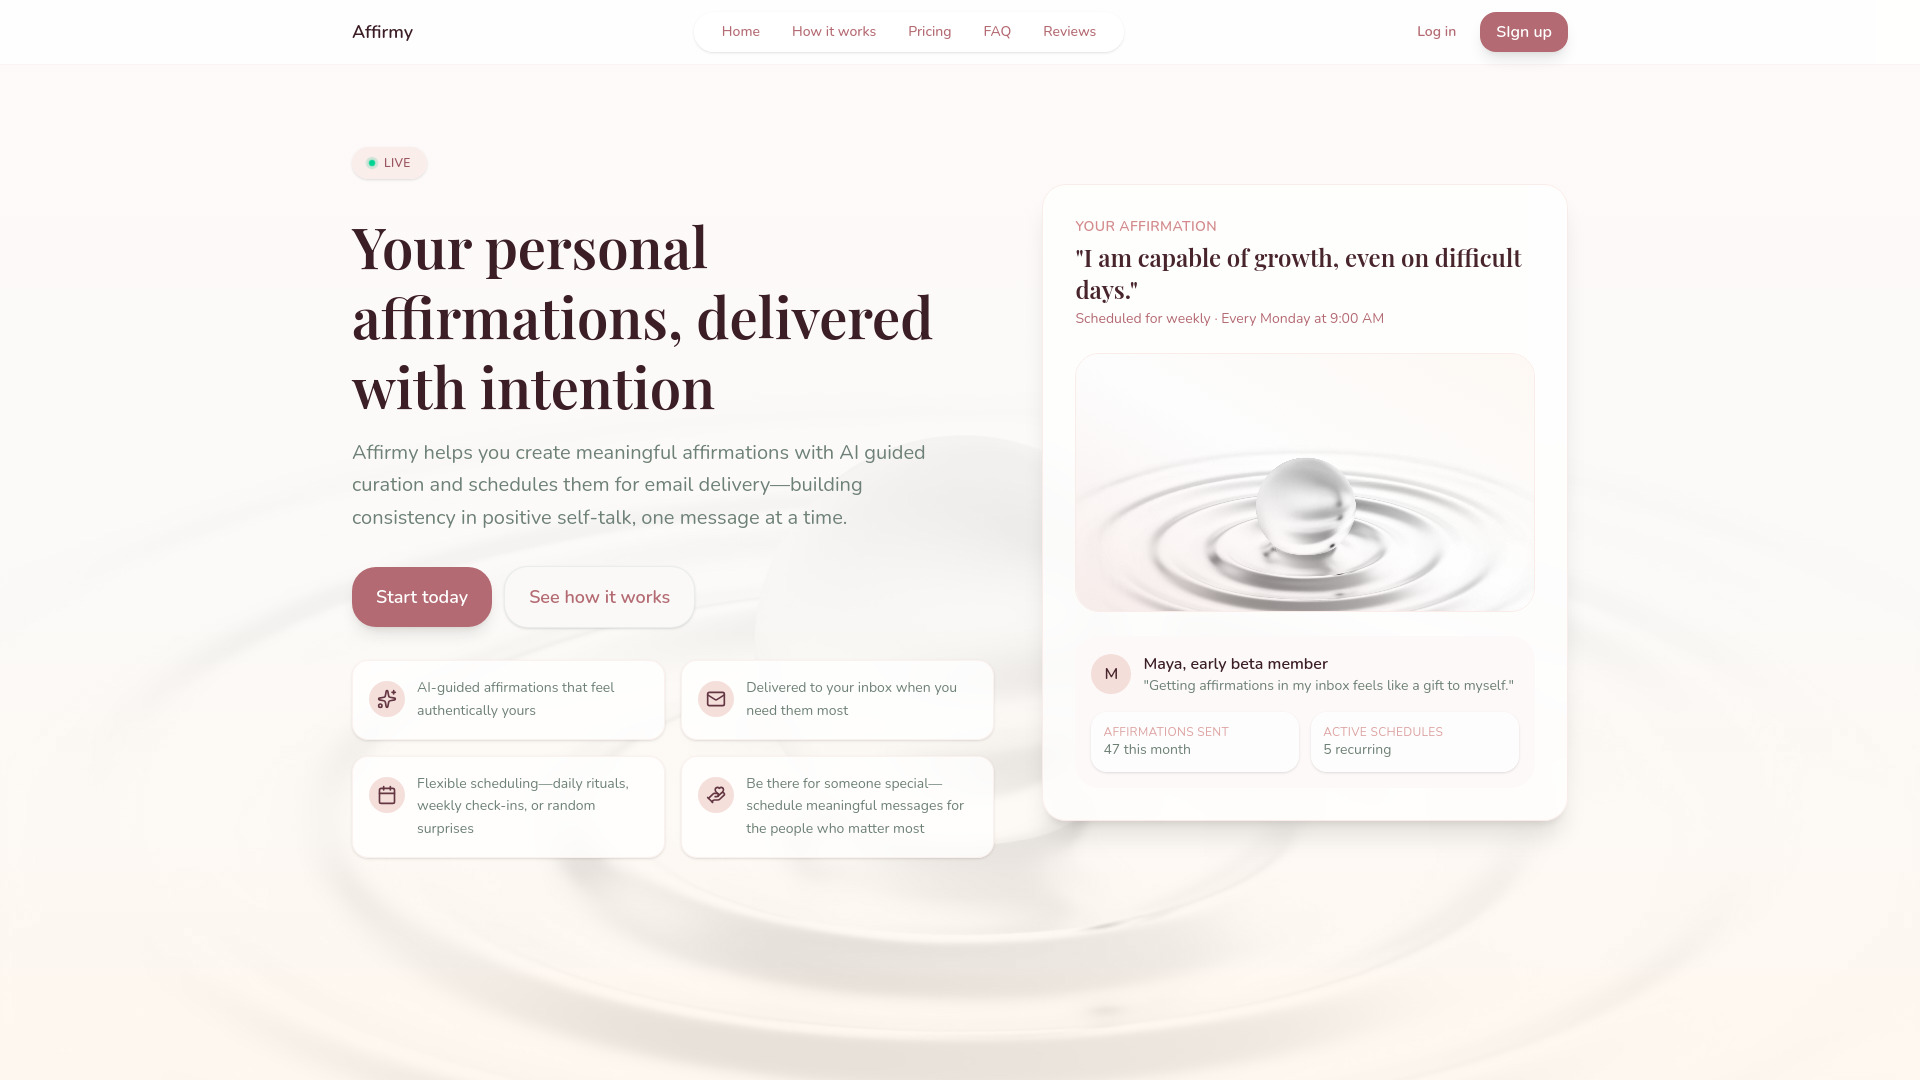 Affirmy
Home
How it works
Pricing
FAQ
Reviews
Log in
SIgn up
LIVE
Your personal
affirmations, delivered
with intention
Affirmy helps you create meaningful affirmations with AI guided
curation and schedules them for email delivery—building
consistency in positive self-talk, one message at a time.
Start today
See how it works
AI-guided affirmations that feel
authentically yours
Delivered to your inbox when you
need them most
Flexible scheduling—daily rituals,
weekly check-ins, or random
surprises
Be there for someone special—
schedule meaningful messages for
the people who matter most
YOUR AFFIRMATION
"I am capable of growth, even on difficult
days."
Scheduled for weekly · Every Monday at 9:00 AM
M
Maya, early beta member
"Getting affirmations in my inbox feels like a gift to myself."
AFFIRMATIONS SENT
47 this month
ACTIVE SCHEDULES
5 recurring